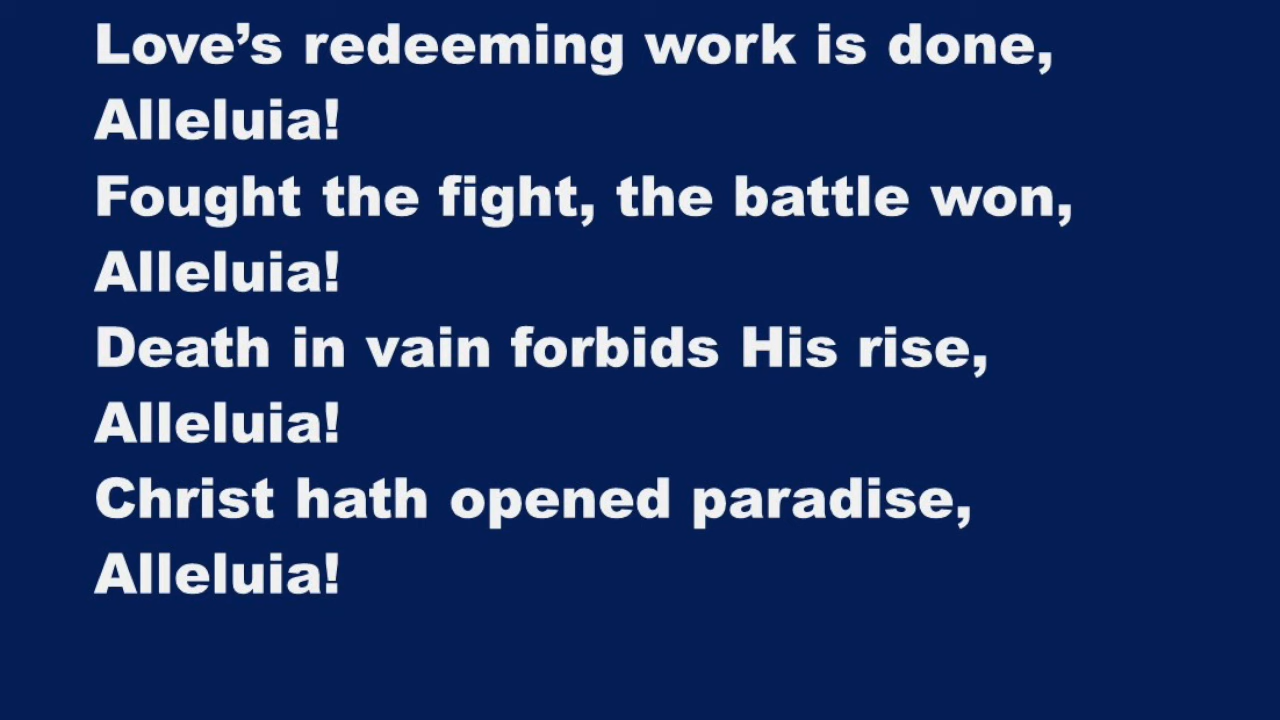 Love’s redeeming work is done,
Alleluia!
Fought the fight, the battle won,
Alleluia!
Death in vain forbids His rise,
Alleluia!
Christ hath opened paradise,
Alleluia!